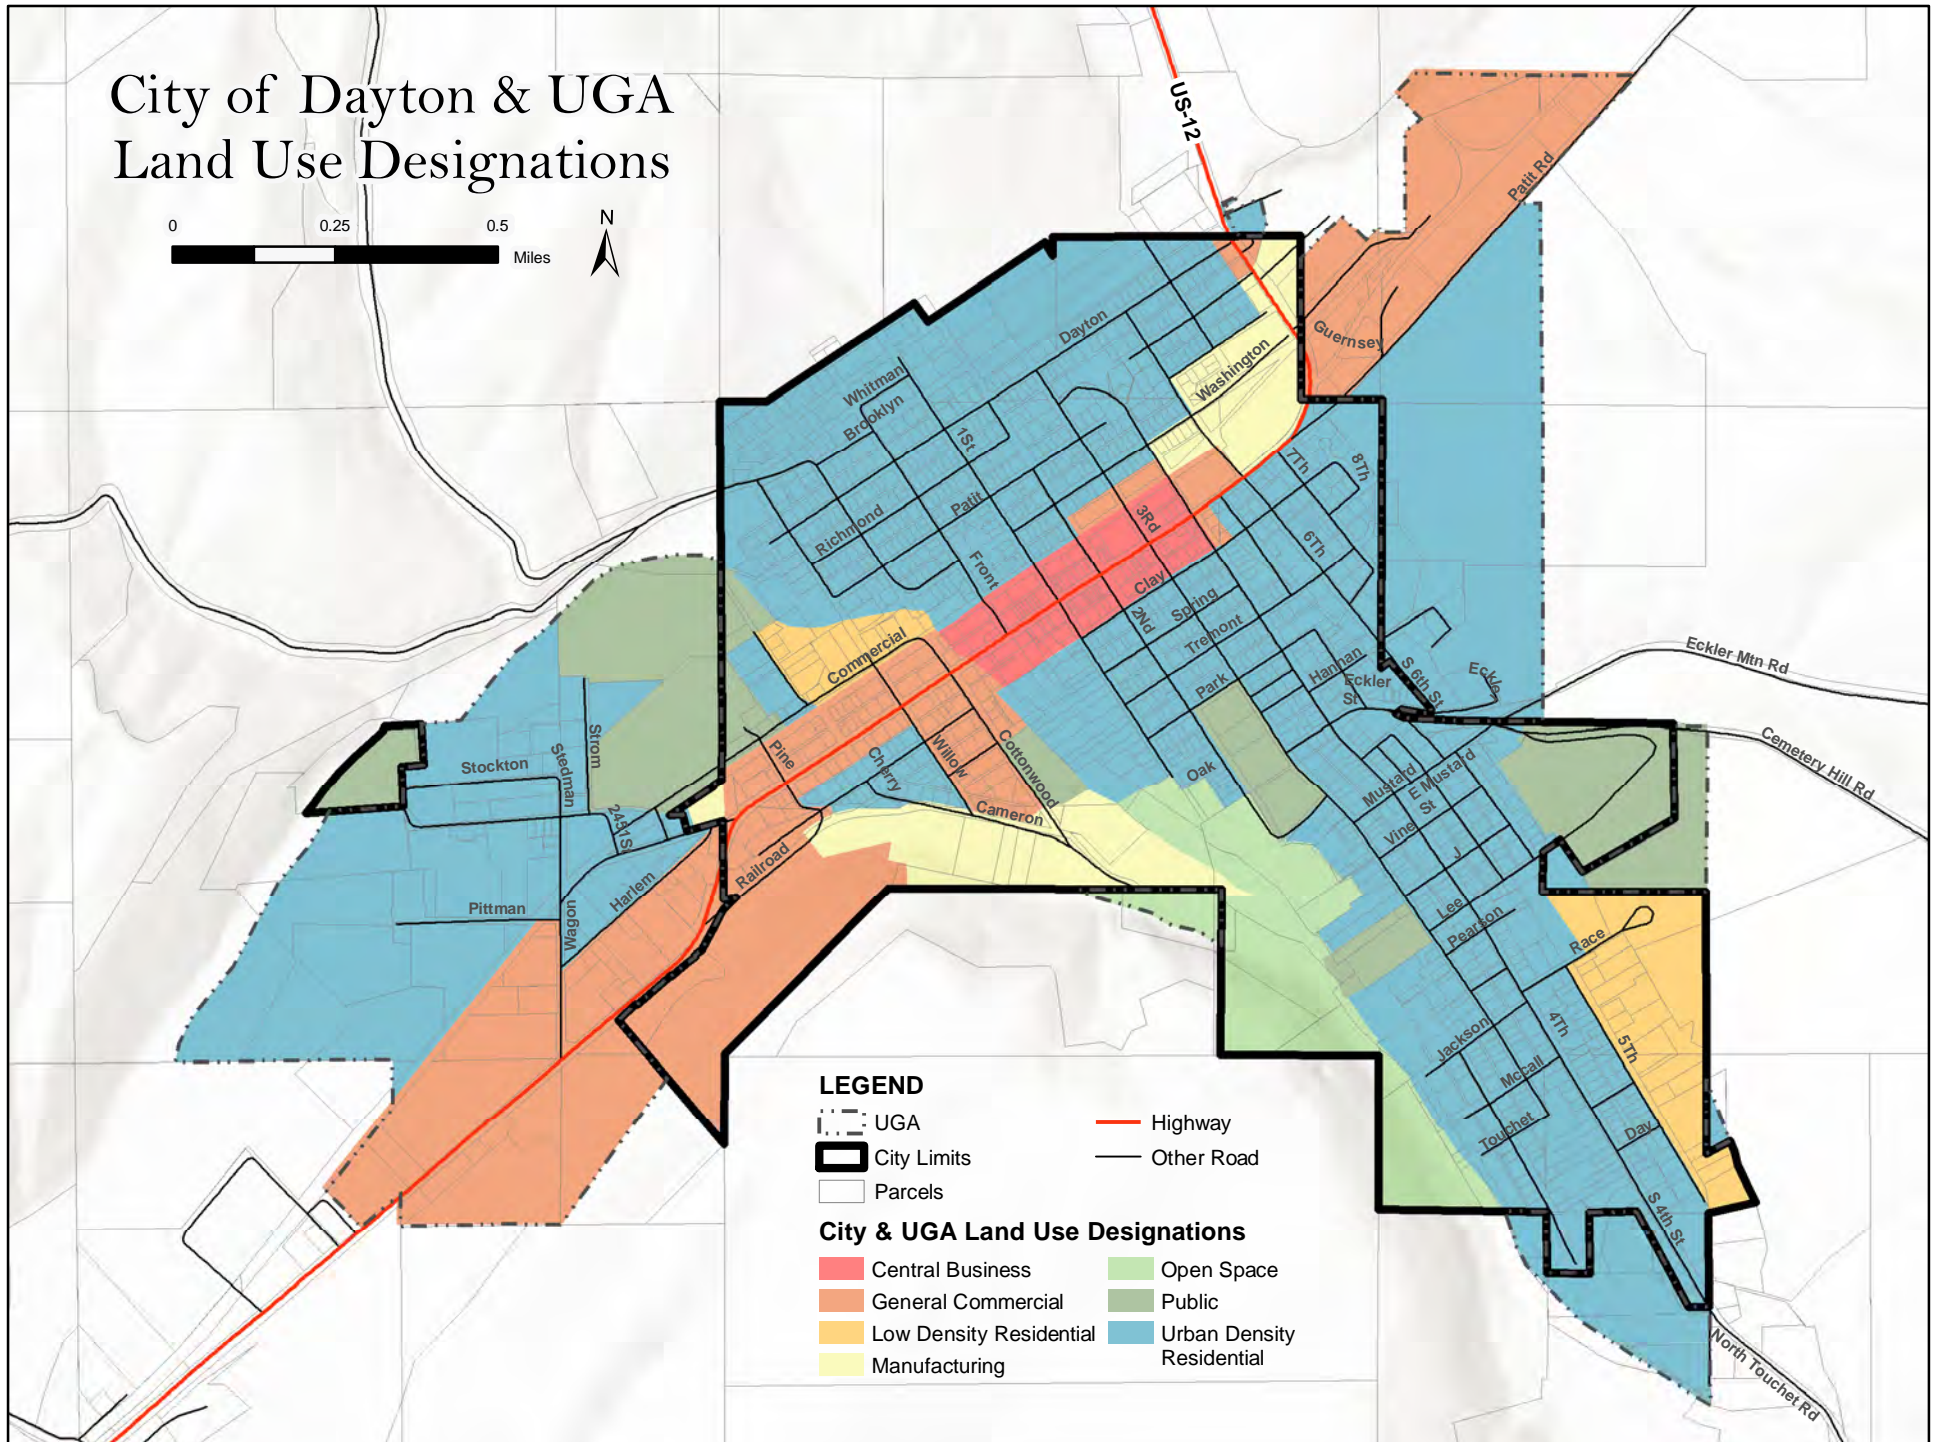 City of Dayton & UGA
Land Use Designations
0 0.25 0.5
Miles
N
US-12
Patit Rd
Guernsey
Dayton
Washington
Whitman
Brooklyn
1St
7Th
8Th
Richmond
Patit
3Rd
6Th
Front
Clay
2Nd
Spring
Tremont
Commercial
Hannan
Park
Eckler
St
S 6th St
Eckle
Eckler Mtn Rd
Cemetery Hill Rd
Strom
Stedman
Stockton
Pine
Cherry
Willow
Cottonwood
Oak
Mustard
E Mustard
St
Vine
J
2451St
Cameron
Railroad
Harlem
Pittman
Wagon
Lee
Pearson
Race
Jackson
4Th
5Th
Mccall
Touchet
Day
S 4th St
North Touchet Rd
LEGEND
UGA
Highway
City Limits
Other Road
Parcels
City & UGA Land Use Designations
Central Business
Open Space
General Commercial
Public
Low Density Residential
Urban Density
Residential
Manufacturing